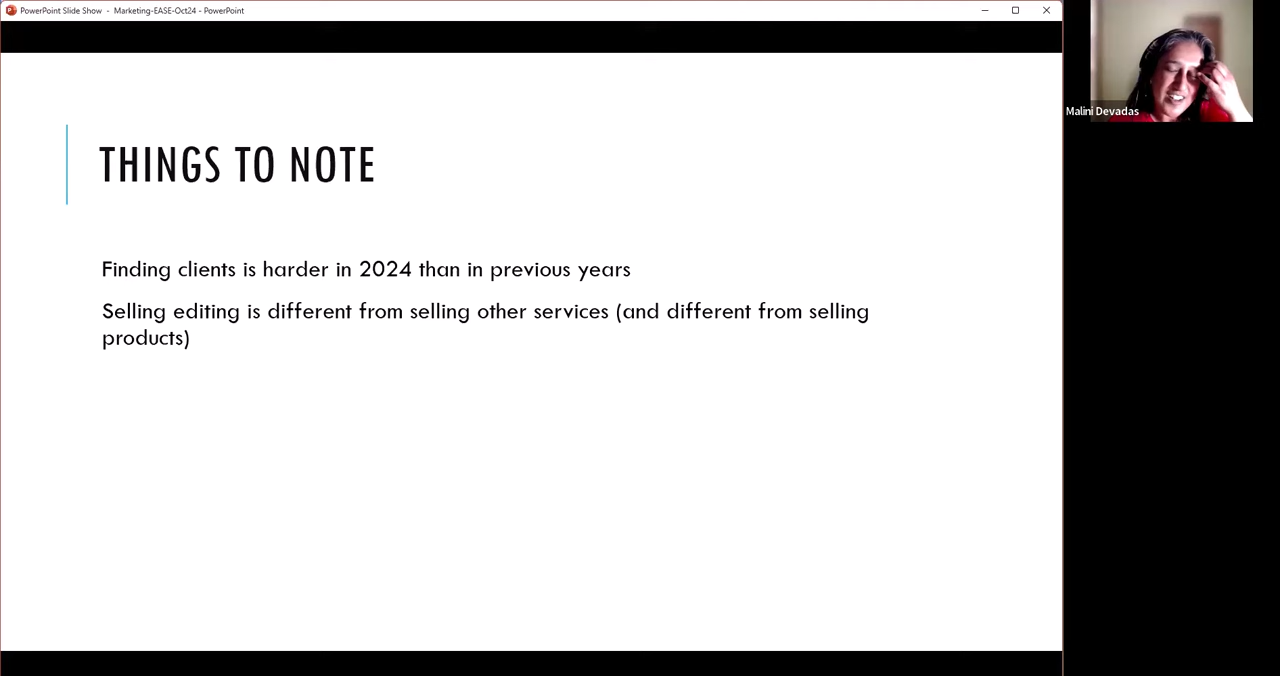 PowerPoint Slide Show - Marketing-EASE-Oct24 - PowerPoint
Malini Devadas
THINGS TO NOTE
Finding clients is harder in 2024 than in previous years
Selling editing is different from selling other services (and different from selling
products)